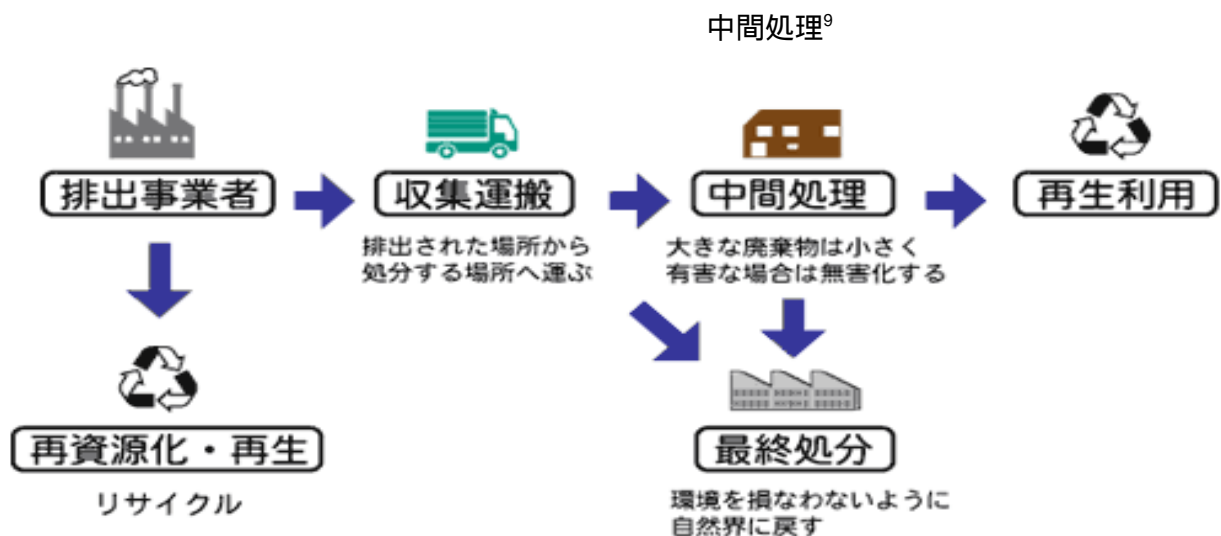 中間処理⁹
排出事業者
収集運搬
中間処理
再生利用
排出された場所から
処分する場所へ運ぶ
大きな廃棄物は小さく
有害な場合は無害化する
再資源化・再生
リサイクル
最終処分
環境を損なわないように
自然界に戻す